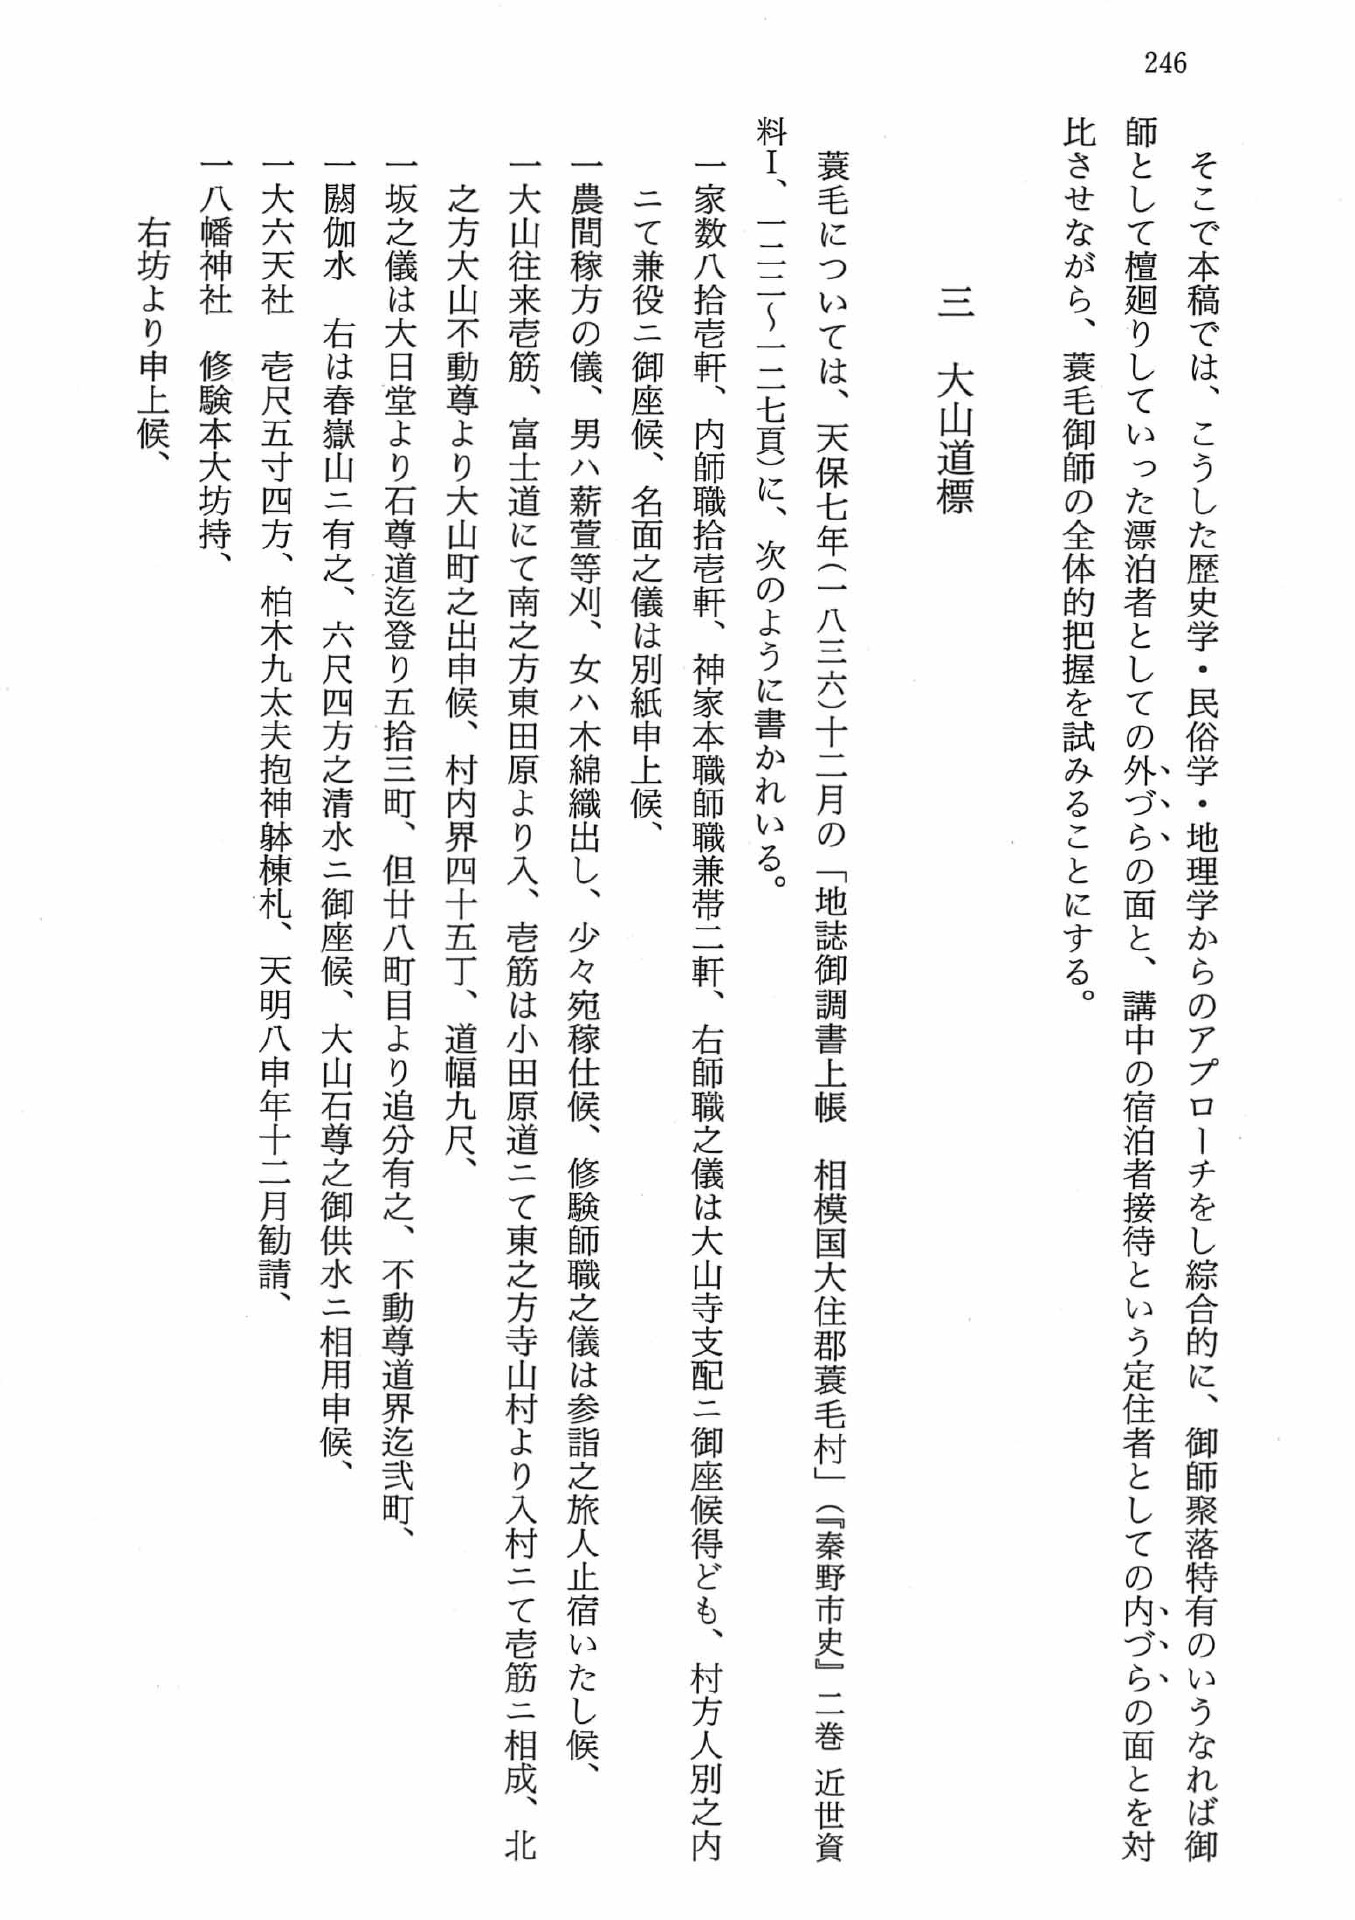 246
そこで本稿では、こうした歴史学・民俗学・地理学からのアプローチをし綜合的に、御師聚落特有のいうなれば御
師として檀廻りしていった漂泊者としての外づらの面と、講中の宿泊者接待という定住者としての内づらの面とを対
比させながら、蓑毛御師の全体的把握を試みることにする。
三　大山道標
蓑毛については、天保七年（一八三六）十二月の「地誌御調書上帳　相模国大住郡蓑毛村」（『秦野市史』二巻 近世資
料Ⅰ、一二二〜一二七頁）に、次のように書かれいる。
一家数八拾壱軒、内師職拾壱軒、神家本職師職兼帯二軒、右師職之儀は大山寺支配ニ御座候得ども、村方人別之内
ニて兼役ニ御座候、名面之儀は別紙申上候、
一農間稼方の儀、男ハ薪萱等刈、女ハ木綿織出し、少々宛稼仕候、修験師職之儀は参詣之旅人止宿いたし候、
一大山往来壱筋、富士道にて南之方東田原より入、壱筋は小田原道ニて東之方寺山村より入村ニて壱筋ニ相成、北
之方大山不動尊より大山町之出申候、村内界四十五丁、道幅九尺、
一坂之儀は大日堂より石尊道迄登り五拾三町、但廿八町目より追分有之、不動尊道界迄弐町、
一閼伽水　右は春嶽山ニ有之、六尺四方之清水ニ御座候、大山石尊之御供水ニ相用申候、
一大六天社　壱尺五寸四方、柏木九太夫抱神躰棟札、天明八申年十二月勧請、
一八幡神社　修験本大坊持、
右坊より申上候、